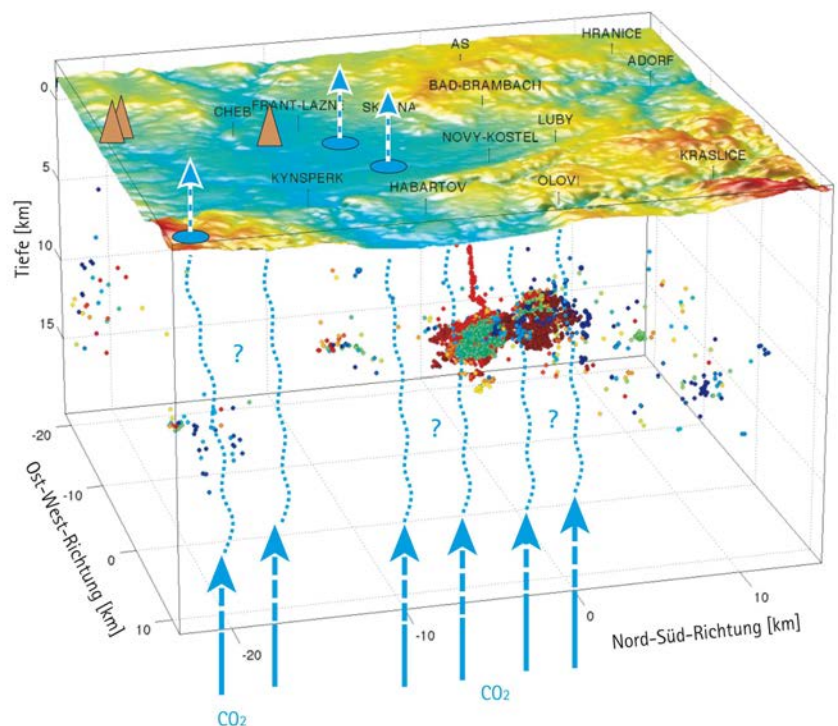 HRANICE
AS
ADORF
BAD-BRAMBACH
CHEB
FRANT-LAZN
LUBY
NOVY-KOSTEL
KRASLICE
KYNSPERK
HABARTOV
OLOVI
0
5
10
15
Tiefe [km]
?
?
?
-20
-10
0
10
Ost-West-Richtung [km]
-20
-10
0
10
Nord-Süd-Richtung [km]
CO₂
CO₂